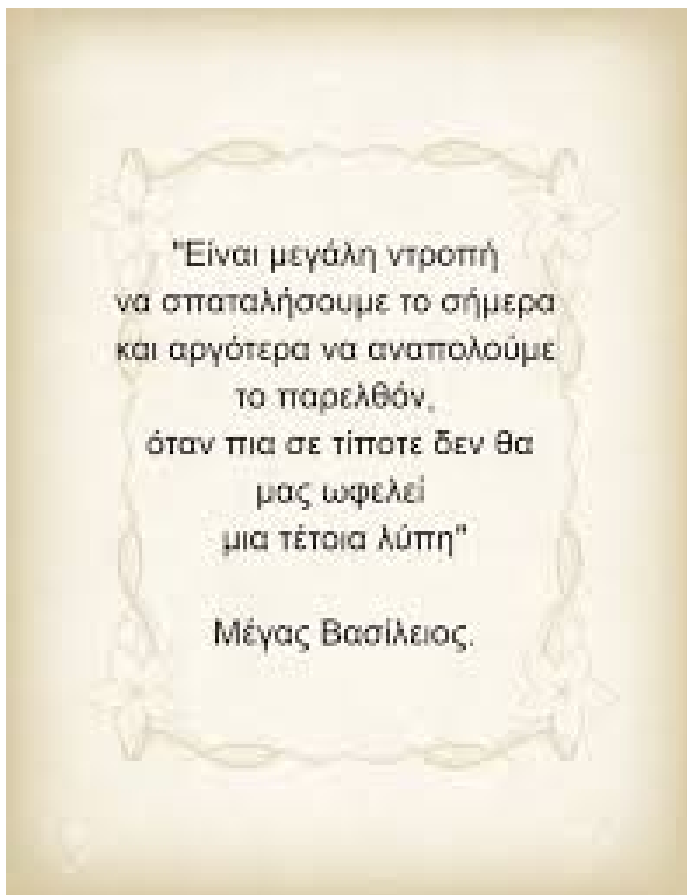 "Είναι μεγάλη ντροπή
να σπαταλήσουμε το σήμερα
και αργότερα να αναπολούμε
το παρελθόν,
όταν πια σε τίποτε δεν θα
μας ωφελεί
μια τέτοια λύπη"
Μέγας Βασίλειος.